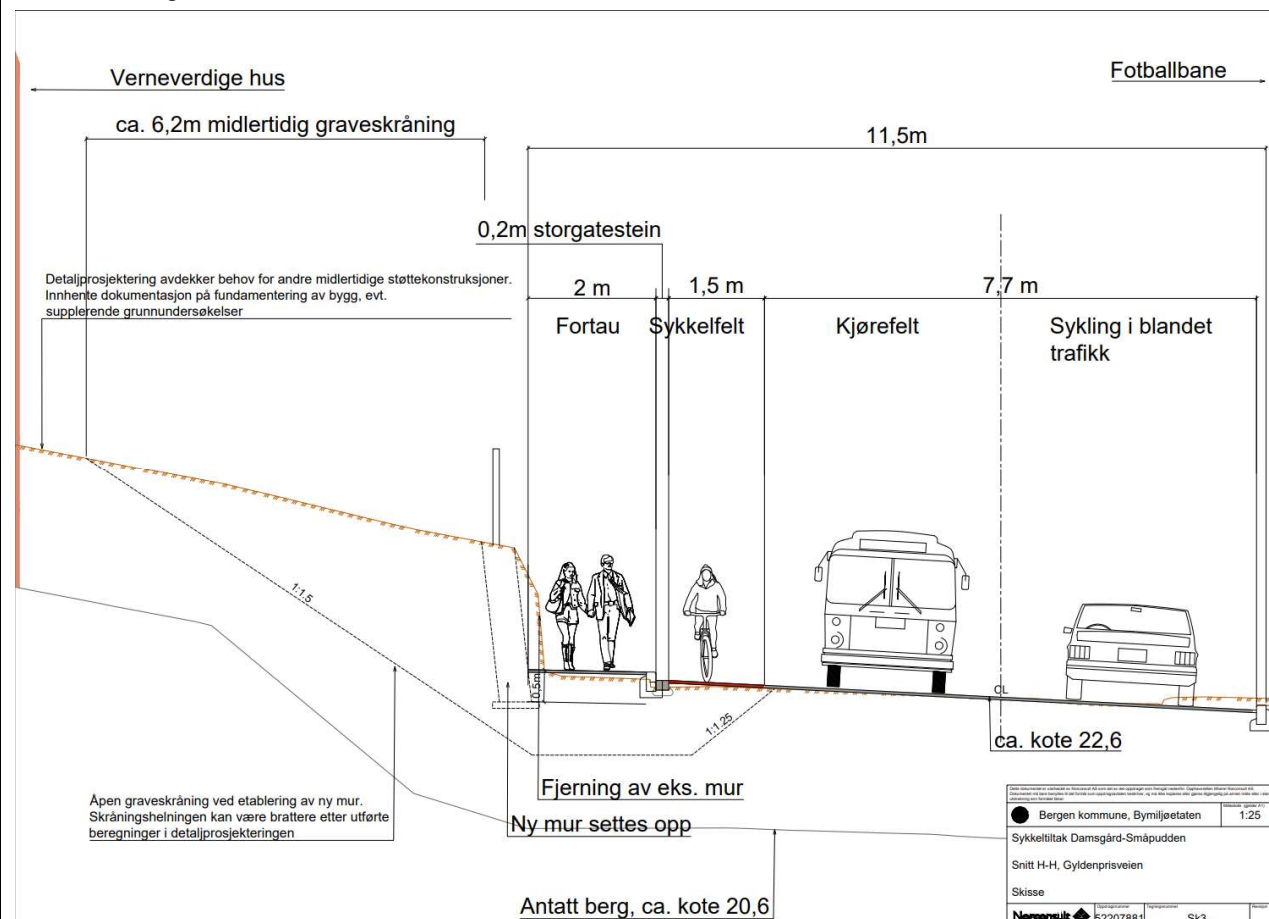 Verneverdige hus
Fotballbane
ca. 6,2m midlertidig graveskråning
11,5m
0,2m storgatestein
Detaljprosjektering avdekker behov for andre midlertidige støttekonstruksjoner.
Innhente dokumentasjon på fundamentering av bygg, evt.
supplerende grunnundersøkelser
2 m
1,5 m
7,7 m
Fortau
Sykkelfelt
Kjørefelt
Sykling i blandet
trafikk
1:1.5
0,5m
CL
1:1.25
ca. kote 22,6
Fjerning av eks. mur
Åpen graveskråning ved etablering av ny mur.
Skråningshelningen kan være brattere etter utførte
beregninger i detaljprosjekteringen
Ny mur settes opp
Antatt berg, ca. kote 20,6
Bergen kommune, Bymiljøetaten
1:25
Sykkeltiltak Damsgård-Småpudden
Snitt H-H, Gyldenprisveien
Skisse
Norconsult
52207881
Sk3